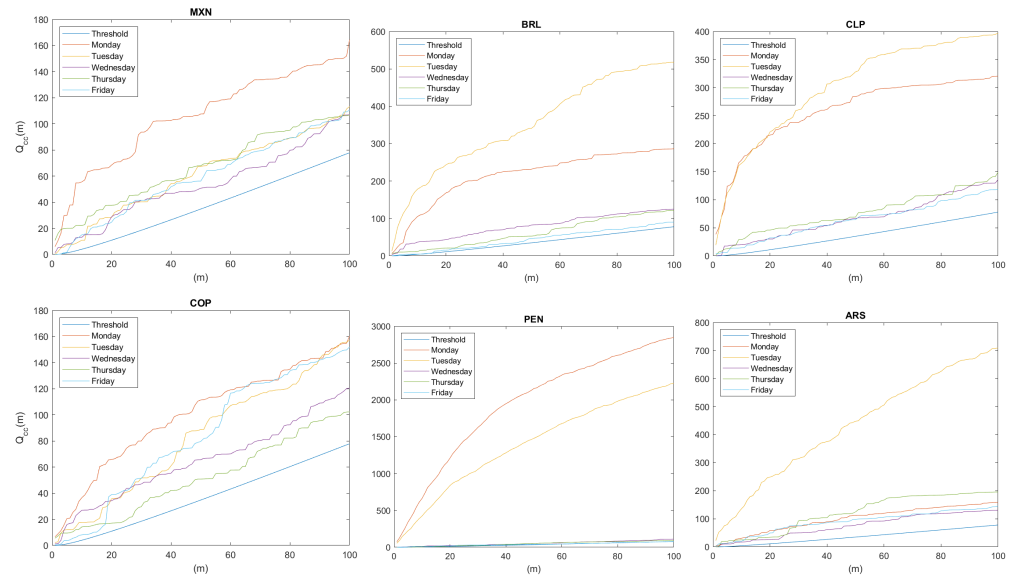 MXN
180
160
140
120
100
80
60
40
20
0
Q_CC(m)
Threshold
Monday
Tuesday
Wednesday
Thursday
Friday
0 20 40 60 80 100
(m)
BRL
600
500
400
300
200
100
0
Threshold
Monday
Tuesday
Wednesday
Thursday
Friday
0 20 40 60 80 100
(m)
CLP
400
350
300
250
200
150
100
50
0
Threshold
Monday
Tuesday
Wednesday
Thursday
Friday
0 20 40 60 80 100
(m)
COP
180
160
140
120
100
80
60
40
20
0
Q_CC(m)
Threshold
Monday
Tuesday
Wednesday
Thursday
Friday
0 20 40 60 80 100
(m)
PEN
3000
2500
2000
1500
1000
500
0
Threshold
Monday
Tuesday
Wednesday
Thursday
Friday
0 20 40 60 80 100
(m)
ARS
800
700
600
500
400
300
200
100
0
Threshold
Monday
Tuesday
Wednesday
Thursday
Friday
0 20 40 60 80 100
(m)